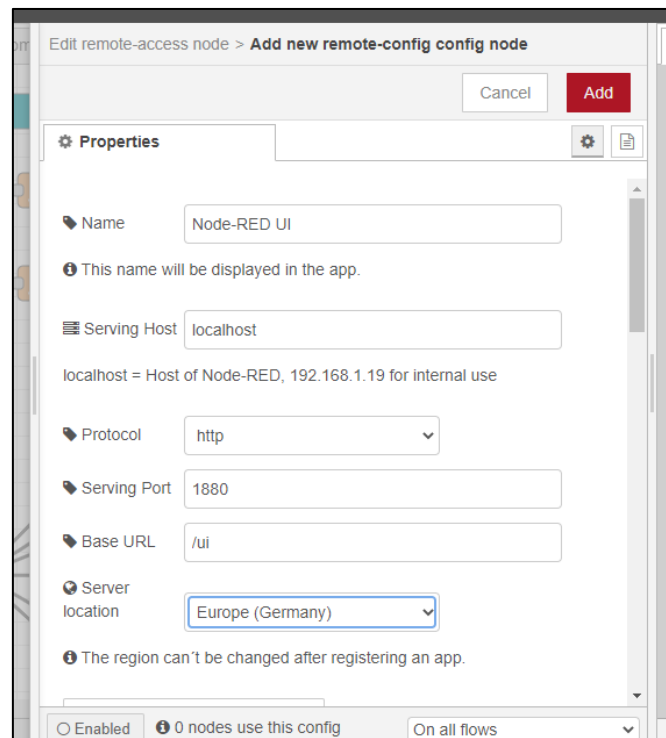 Edit remote-access node > Add new remote-config config node
Cancel
Add
Properties
Name
Node-RED UI
This name will be displayed in the app.
Serving Host
localhost
localhost = Host of Node-RED, 192.168.1.19 for internal use
Protocol
http
Serving Port
1880
Base URL
/ui
Server
location
Europe (Germany)
The region can´t be changed after registering an app.
Enabled
0 nodes use this config
On all flows